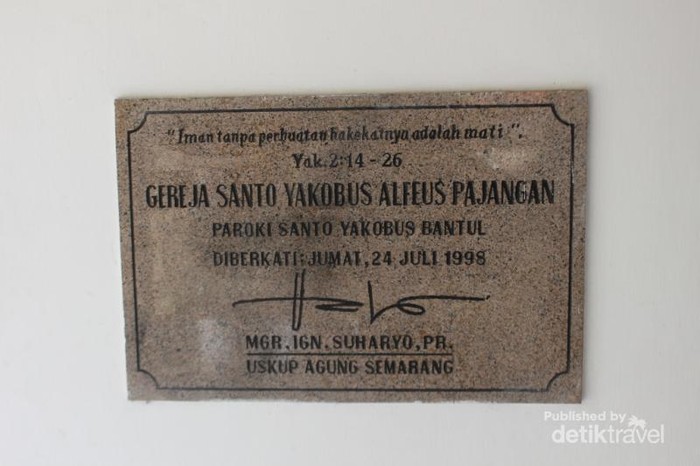 "Iman tanpa perbuatan hakekatnya adalah mati".
Yak.2:14 - 26
GEREJA SANTO YAKOBUS ALFEUS PAJANGAN
PAROKI SANTO YAKOBUS BANTUL
DIBERKATI: JUMAT, 24 JULI 1998
MGR. IGN. SUHARYO, PR.
USKUP AGUNG SEMARANG
Published by
detiktravel